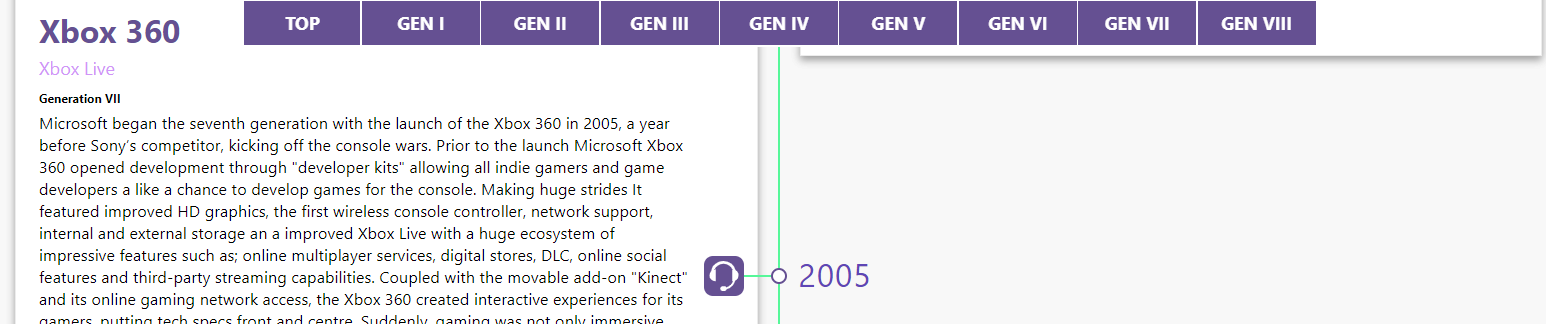 TOP GEN I GEN II GEN III GEN IV GEN V GEN VI GEN VII GEN VIII
Xbox 360
Xbox Live
Generation VII
Microsoft began the seventh generation with the launch of the Xbox 360 in 2005, a year
before Sony's competitor, kicking off the console wars. Prior to the launch Microsoft Xbox
360 opened development through "developer kits" allowing all indie gamers and game
developers a like a chance to develop games for the console. Making huge strides It
featured improved HD graphics, the first wireless console controller, network support,
internal and external storage an a improved Xbox Live with a huge ecosystem of
impressive features such as; online multiplayer services, digital stores, DLC, online social
features and third-party streaming capabilities. Coupled with the movable add-on "Kinect"
and its online gaming network access, the Xbox 360 created interactive experiences for its
gamers, putting tech specs front and centre. Suddenly, gaming was not only immersive
2005